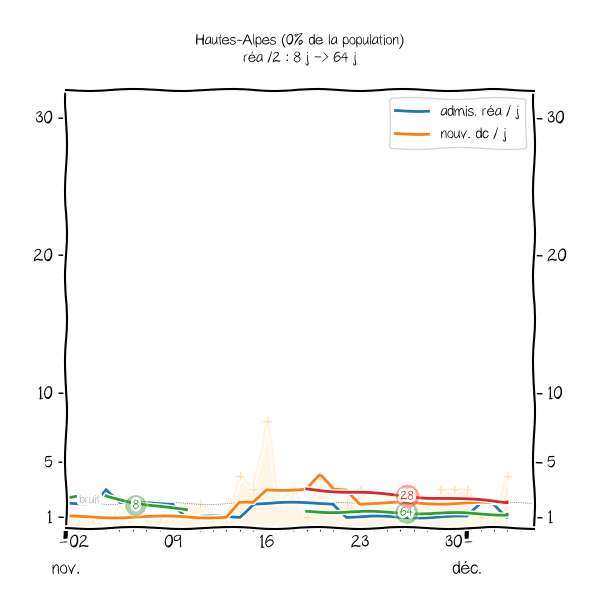 Hautes-Alpes (0% de la population)
réa /2 : 8 j -> 64 j
admis. réa / j
nouv. dc / j
30
30
20
20
10
10
5
5
bruit
8
28
64
1
1
02
09
16
23
30
nov.
déc.